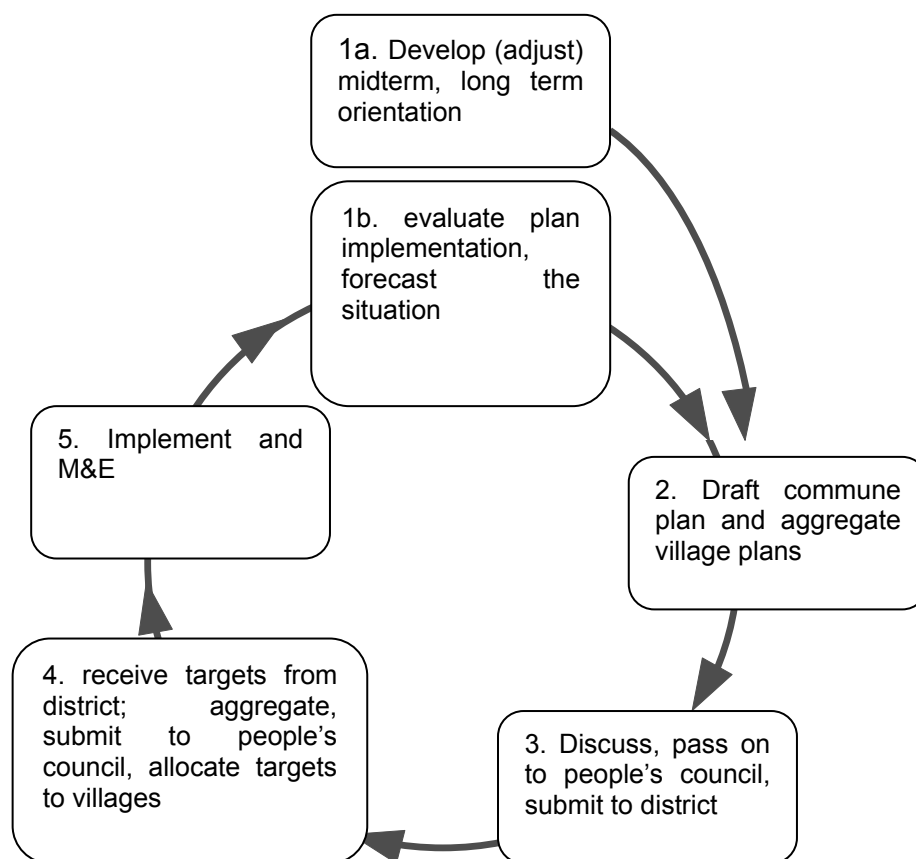 1a. Develop (adjust)
midterm, long term
orientation
1b. evaluate plan
implementation,
forecast the
situation
2. Draft commune
plan and aggregate
village plans
3. Discuss, pass on
to people’s council,
submit to district
4. receive targets from
district; aggregate,
submit to people’s
council, allocate targets
to villages
5. Implement and
M&E